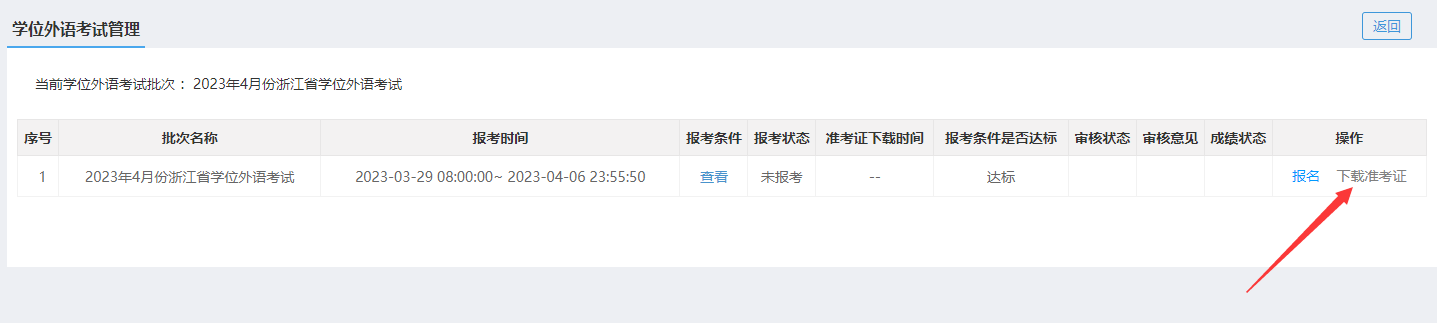 学位外语考试管理
返回
当前学位外语考试批次 ：2023年4月份浙江省学位外语考试
序号 批次名称 报考时间 报考条件 报考状态 准考证下载时间 报考条件是否达标 审核状态 审核意见 成绩状态 操作
1 2023年4月份浙江省学位外语考试 2023-03-29 08:00:00~ 2023-04-06 23:55:50 查看 未报考 -- 达标 报名 下载准考证